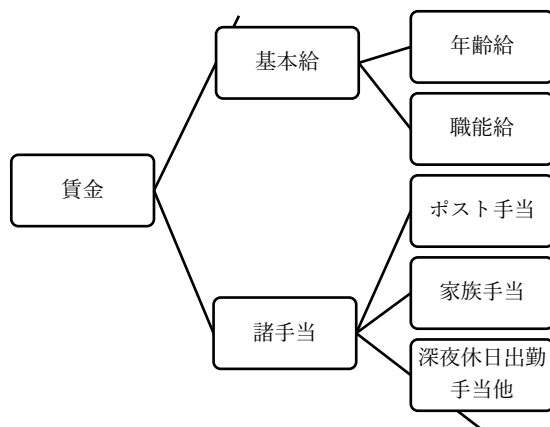 賃金
基本給
年齢給
職能給
諸手当
ポスト手当
家族手当
深夜休日出勤
手当他